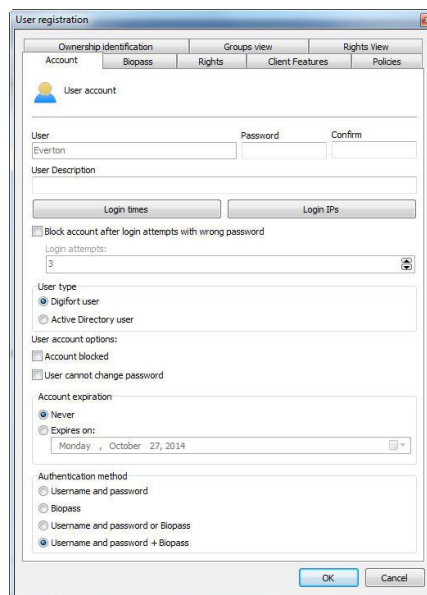 User registration
Ownership identification Groups view Rights View
Account Biopass Rights Client Features Policies
User account
User Password Confirm
Everton
User Description
Login times Login IPs
Block account after login attempts with wrong password
Login attempts:
3
User type
Digifort user
Active Directory user
User account options:
Account blocked
User cannot change password
Account expiration
Never
Expires on:
Monday , October 27, 2014
Authentication method
Username and password
Biopass
Username and password or Biopass
Username and password + Biopass
OK Cancel